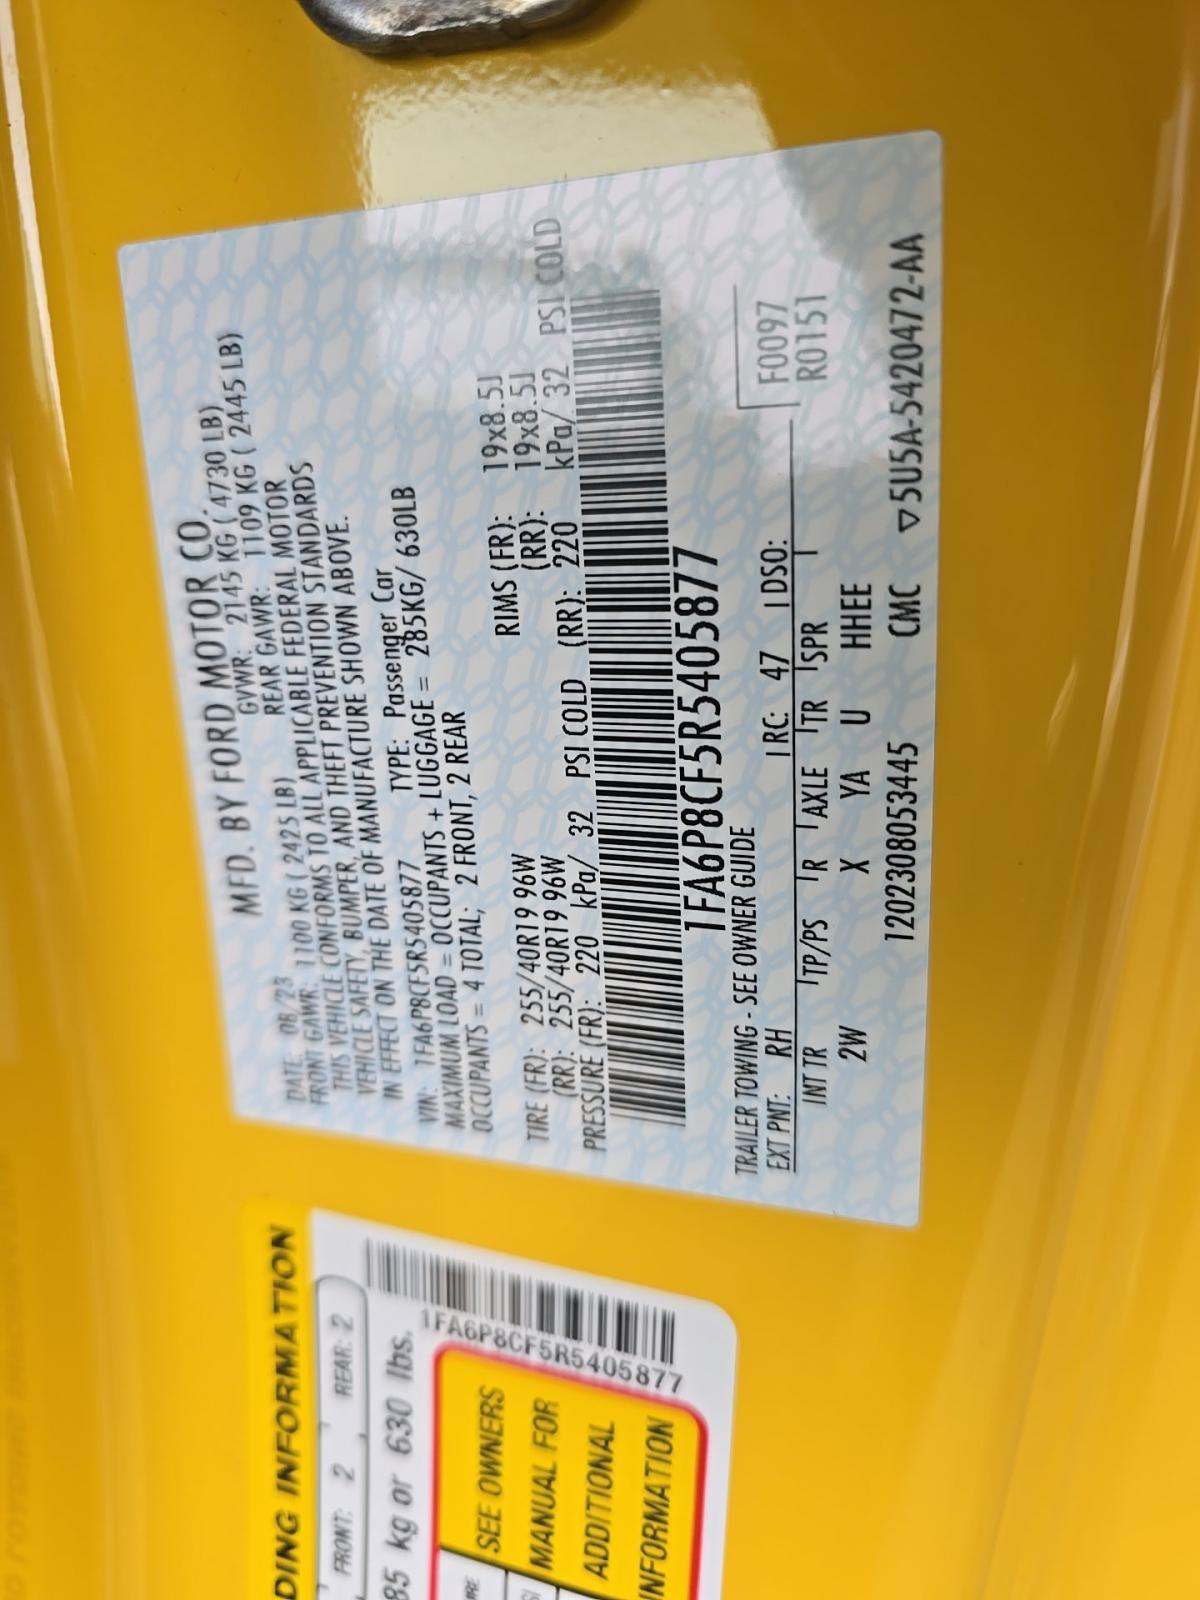 MFD. BY FORD MOTOR CO.
DATE: 08/23 GVWR: 2145 KG ( 4730 LB)
FRONT GAWR: 1100 KG ( 2425 LB) REAR GAWR: 1109 KG ( 2445 LB)
THIS VEHICLE CONFORMS TO ALL APPLICABLE FEDERAL MOTOR
VEHICLE SAFETY, BUMPER, AND THEFT PREVENTION STANDARDS
IN EFFECT ON THE DATE OF MANUFACTURE SHOWN ABOVE.
VIN: 1FA6P8CF5R5405877 TYPE: Passenger Car
MAXIMUM LOAD = OCCUPANTS + LUGGAGE = 285KG/ 630LB
OCCUPANTS = 4 TOTAL; 2 FRONT, 2 REAR
TIRE (FR): 255/40R19 96W RIMS (FR): 19x8.5J
(RR): 255/40R19 96W (RR): 19x8.5J
PRESSURE (FR): 220 kPa/ 32 PSI COLD (RR): 220 kPa/ 32 PSI COLD
1FA6P8CF5R5405877
TRAILER TOWING - SEE OWNER GUIDE
F0097
R0151
EXT PNT: RH RC: 47 DSO:
INT TR TP/PS R AXLE TR SPR
2W X YA U HHEE
1202308053445 CMC ▽5U5A-5420472-AA
DING INFORMATION
FRONT: 2 REAR: 2
85 kg or 630 lbs.
1FA6P8CF5R5405877
SEE OWNERS
MANUAL FOR
ADDITIONAL
INFORMATION